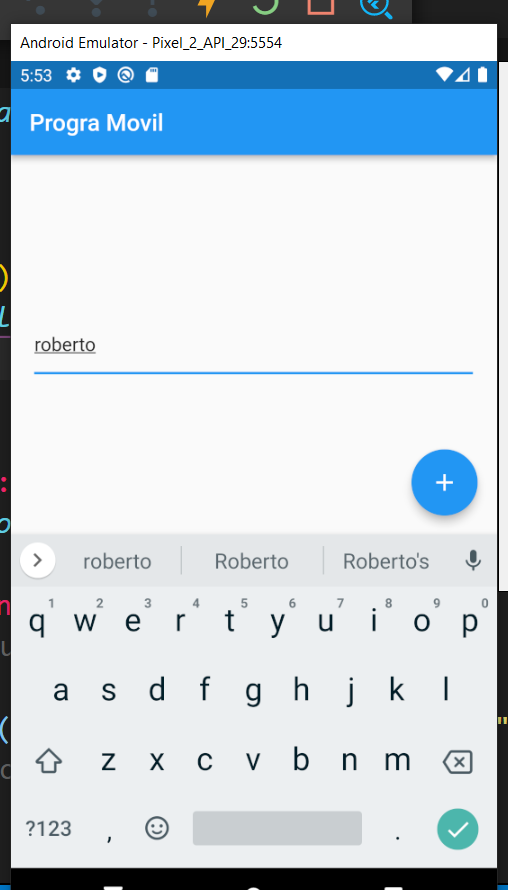 Android Emulator - Pixel_2_API_29:5554
5:53
Progra Movil
roberto
roberto Roberto Roberto's
1 2 3 4 5 6 7 8 9 0
q w e r t y u i o p
a s d f g h j k l
z x c v b n m
?123 , .